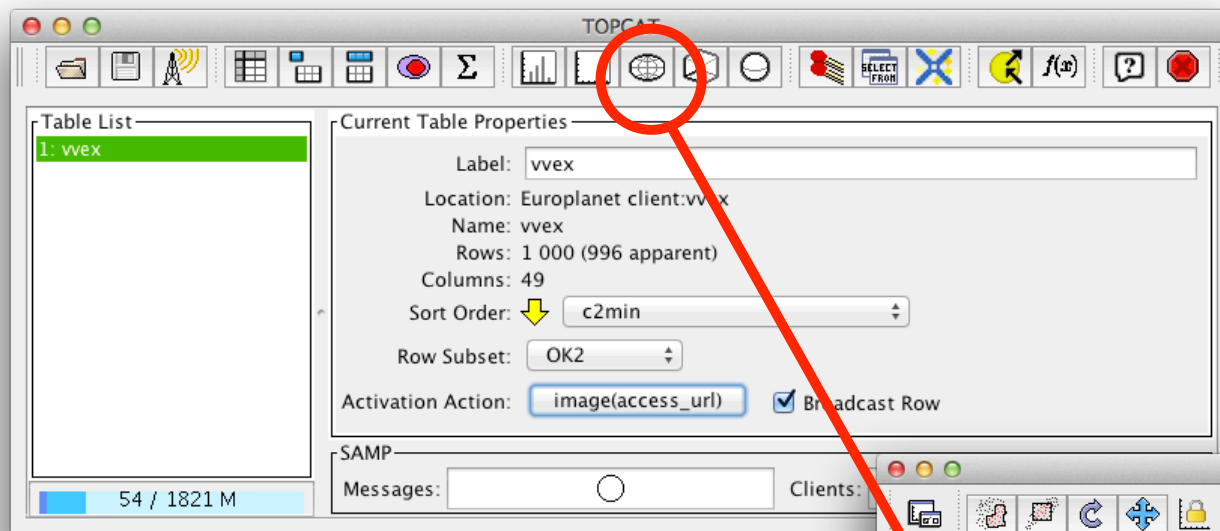 TOPCAT
Σ
SELECT FROM
f(x)
?
Table List
1: vvex
Current Table Properties
Label: vvex
Location: Europlanet client:vvex
Name: vvex
Rows: 1 000 (996 apparent)
Columns: 49
Sort Order: c2min
Row Subset: OK2
Activation Action: image(access_url) Broadcast Row
SAMP
Messages: Clients:
54 / 1821 M